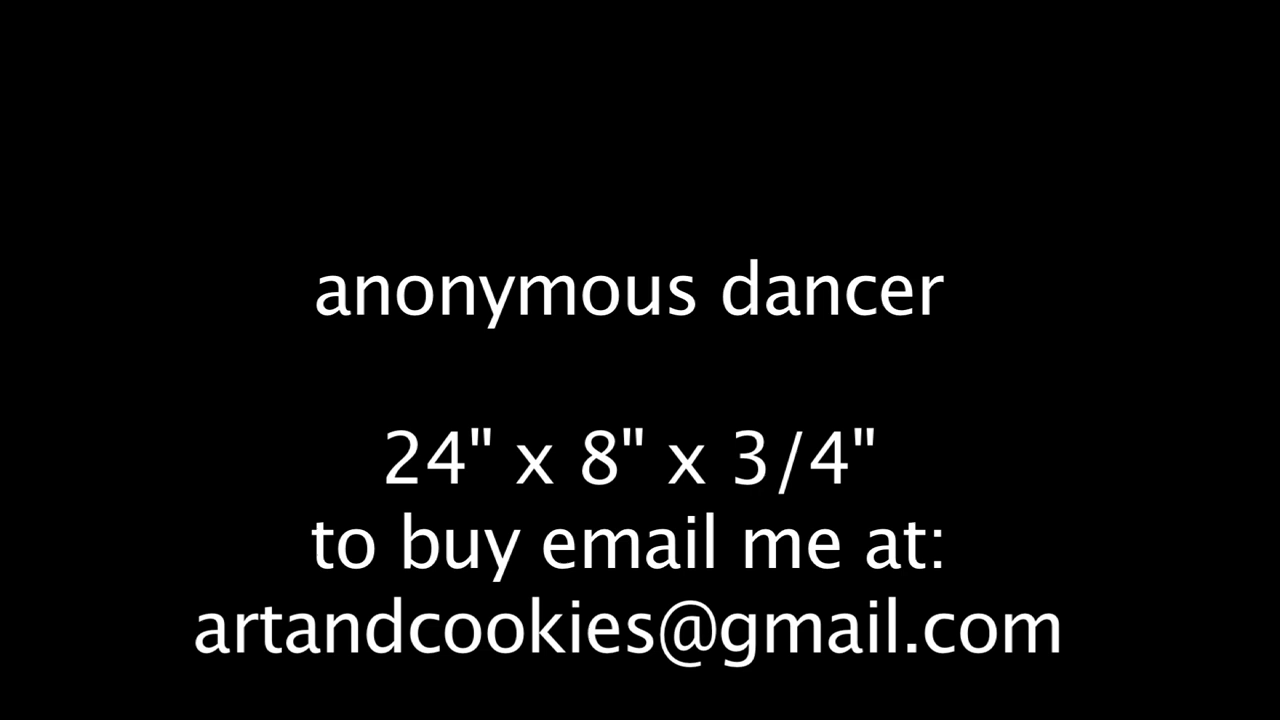 anonymous dancer
24" x 8" x 3/4"
to buy email me at:
artandcookies@gmail.com